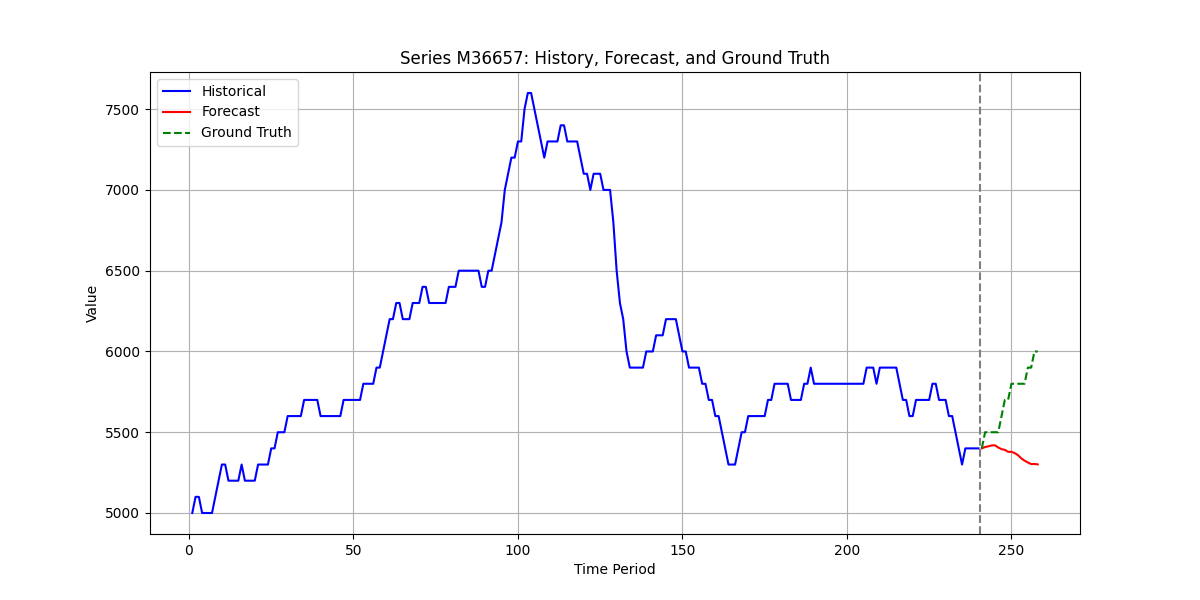 Series M36657: History, Forecast, and Ground Truth
Historical
Forecast
Ground Truth
7500
7000
6500
6000
5500
5000
Value
0 50 100 150 200 250
Time Period